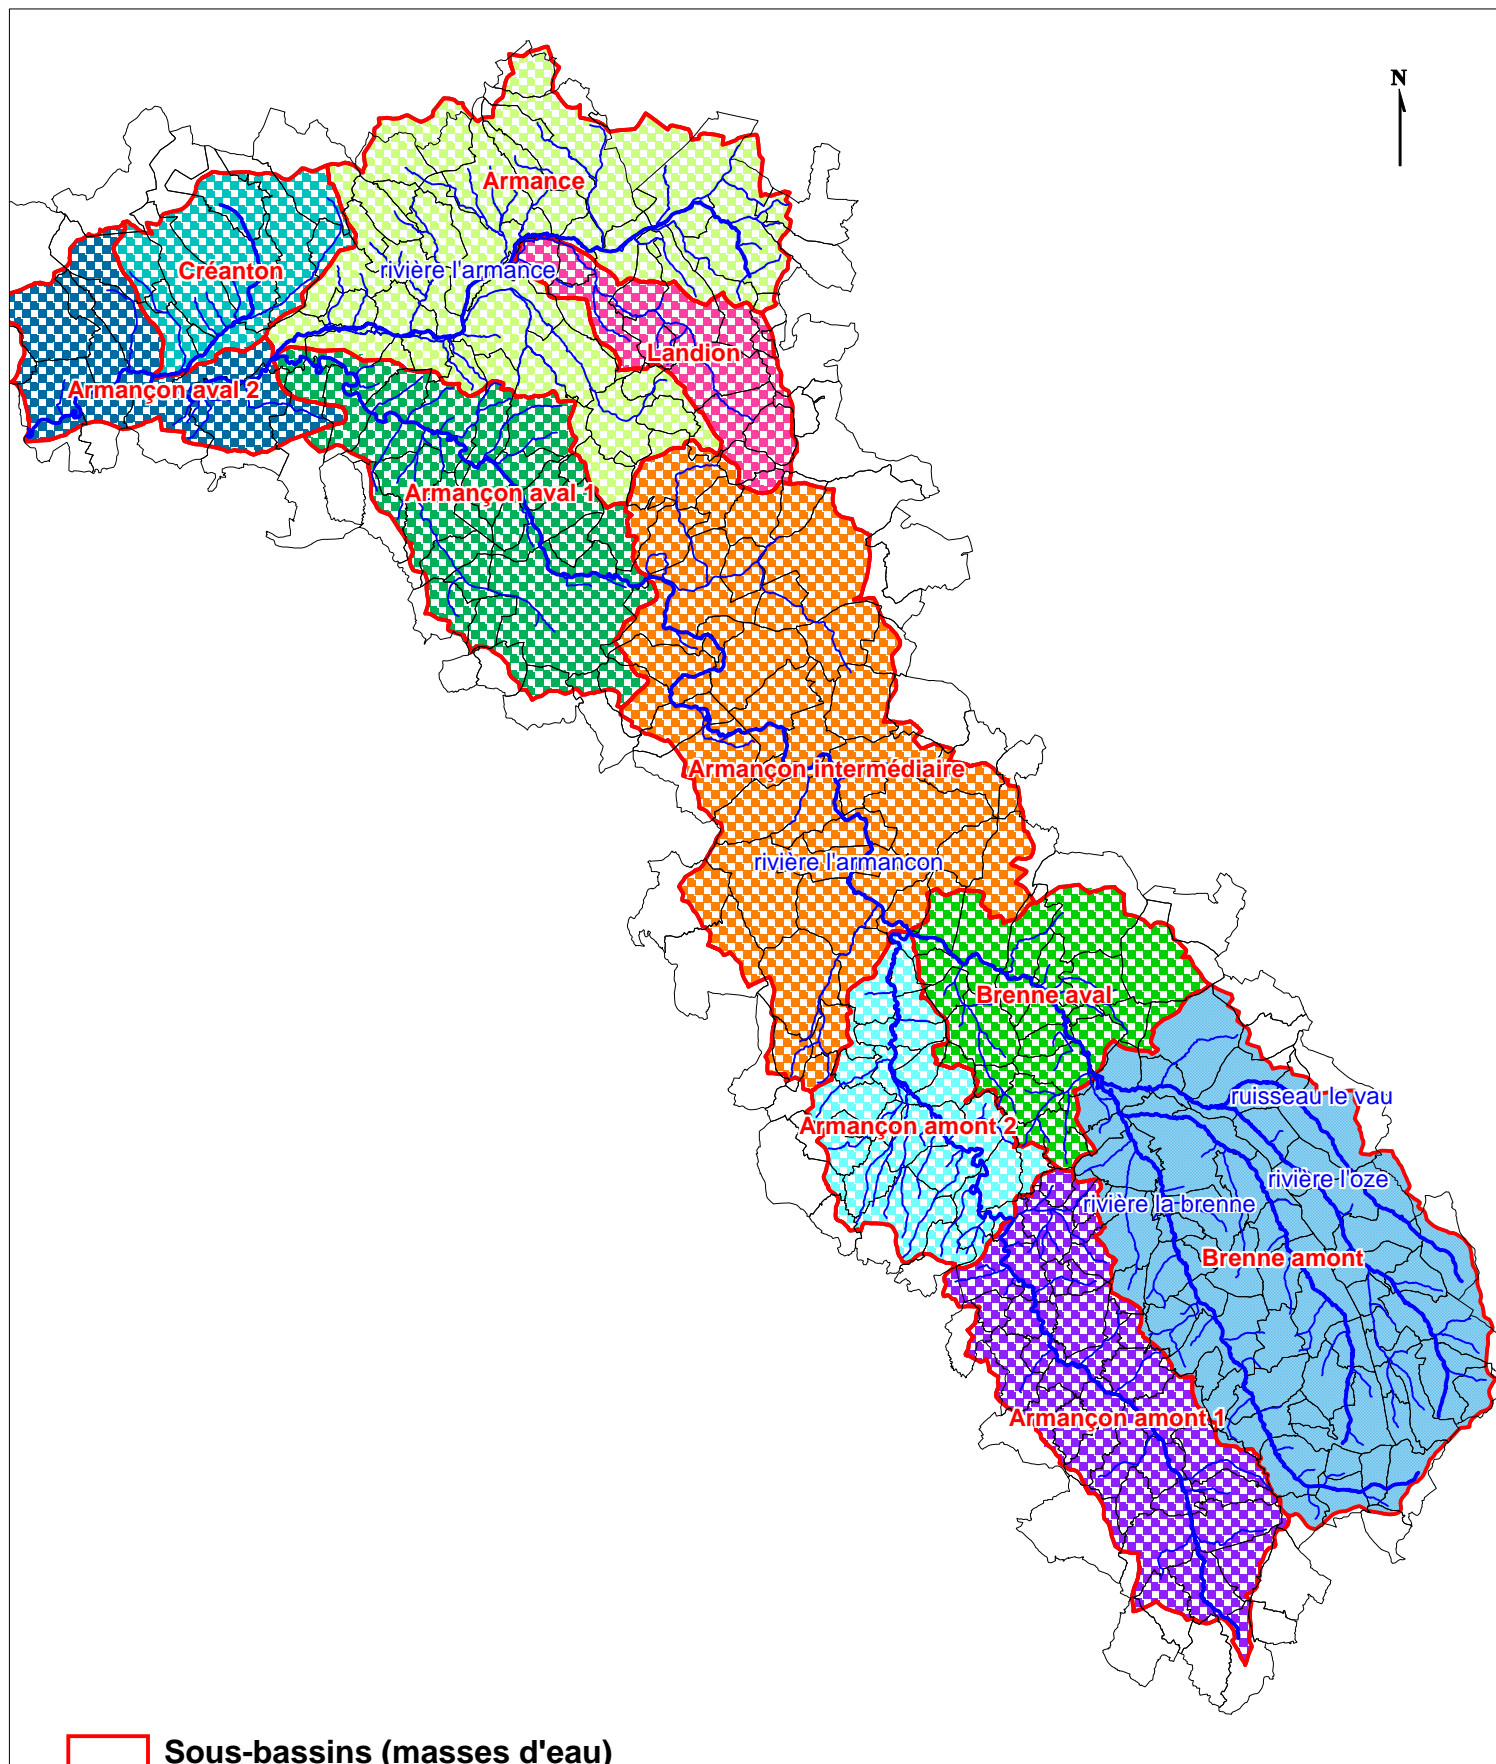 N
Armance
Créanton
rivière l'armance
Landion
Armançon aval 2
Armançon aval 1
Armançon intermédiaire
rivière l'armancon
Brenne aval
ruisseau le vau
Armançon amont 2
rivière l'oze
rivière la brenne
Brenne amont
Armançon amont 1
Sous-bassins (masses d'eau)